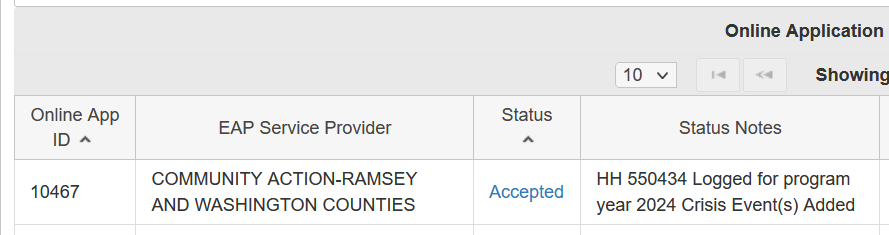 Online Application
10
Showing
Online App
ID
EAP Service Provider
Status
Status Notes
10467
COMMUNITY ACTION-RAMSEY
AND WASHINGTON COUNTIES
Accepted
HH 550434 Logged for program
year 2024 Crisis Event(s) Added